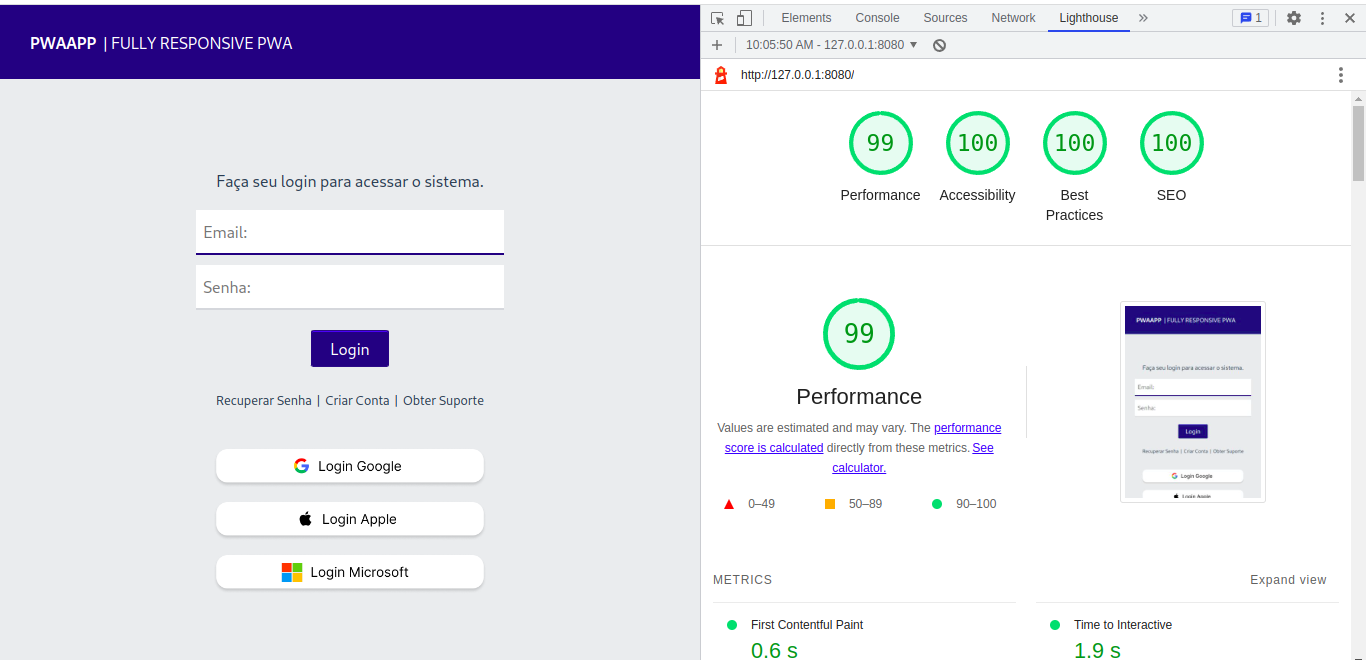 PWAAPP | FULLY RESPONSIVE PWA
Faça seu login para acessar o sistema.
Email:
Senha:
Login
Recuperar Senha | Criar Conta | Obter Suporte
Login Google
Login Apple
Login Microsoft
Elements Console Sources Network Lighthouse » 1
10:05:50 AM - 127.0.0.1:8080
http://127.0.0.1:8080/
99 100 100 100
Performance Accessibility Best Practices SEO
99
Performance
Values are estimated and may vary. The performance
score is calculated directly from these metrics. See
calculator.
0–49 50–89 90–100
PWAAPP | FULLY RESPONSIVE PWA
Faça seu login para acessar o sistema.
Email:
Senha:
Login
Recuperar Senha | Criar Conta | Obter Suporte
Login Google
Login Apple
METRICS Expand view
First Contentful Paint Time to Interactive
0.6 s 1.9 s